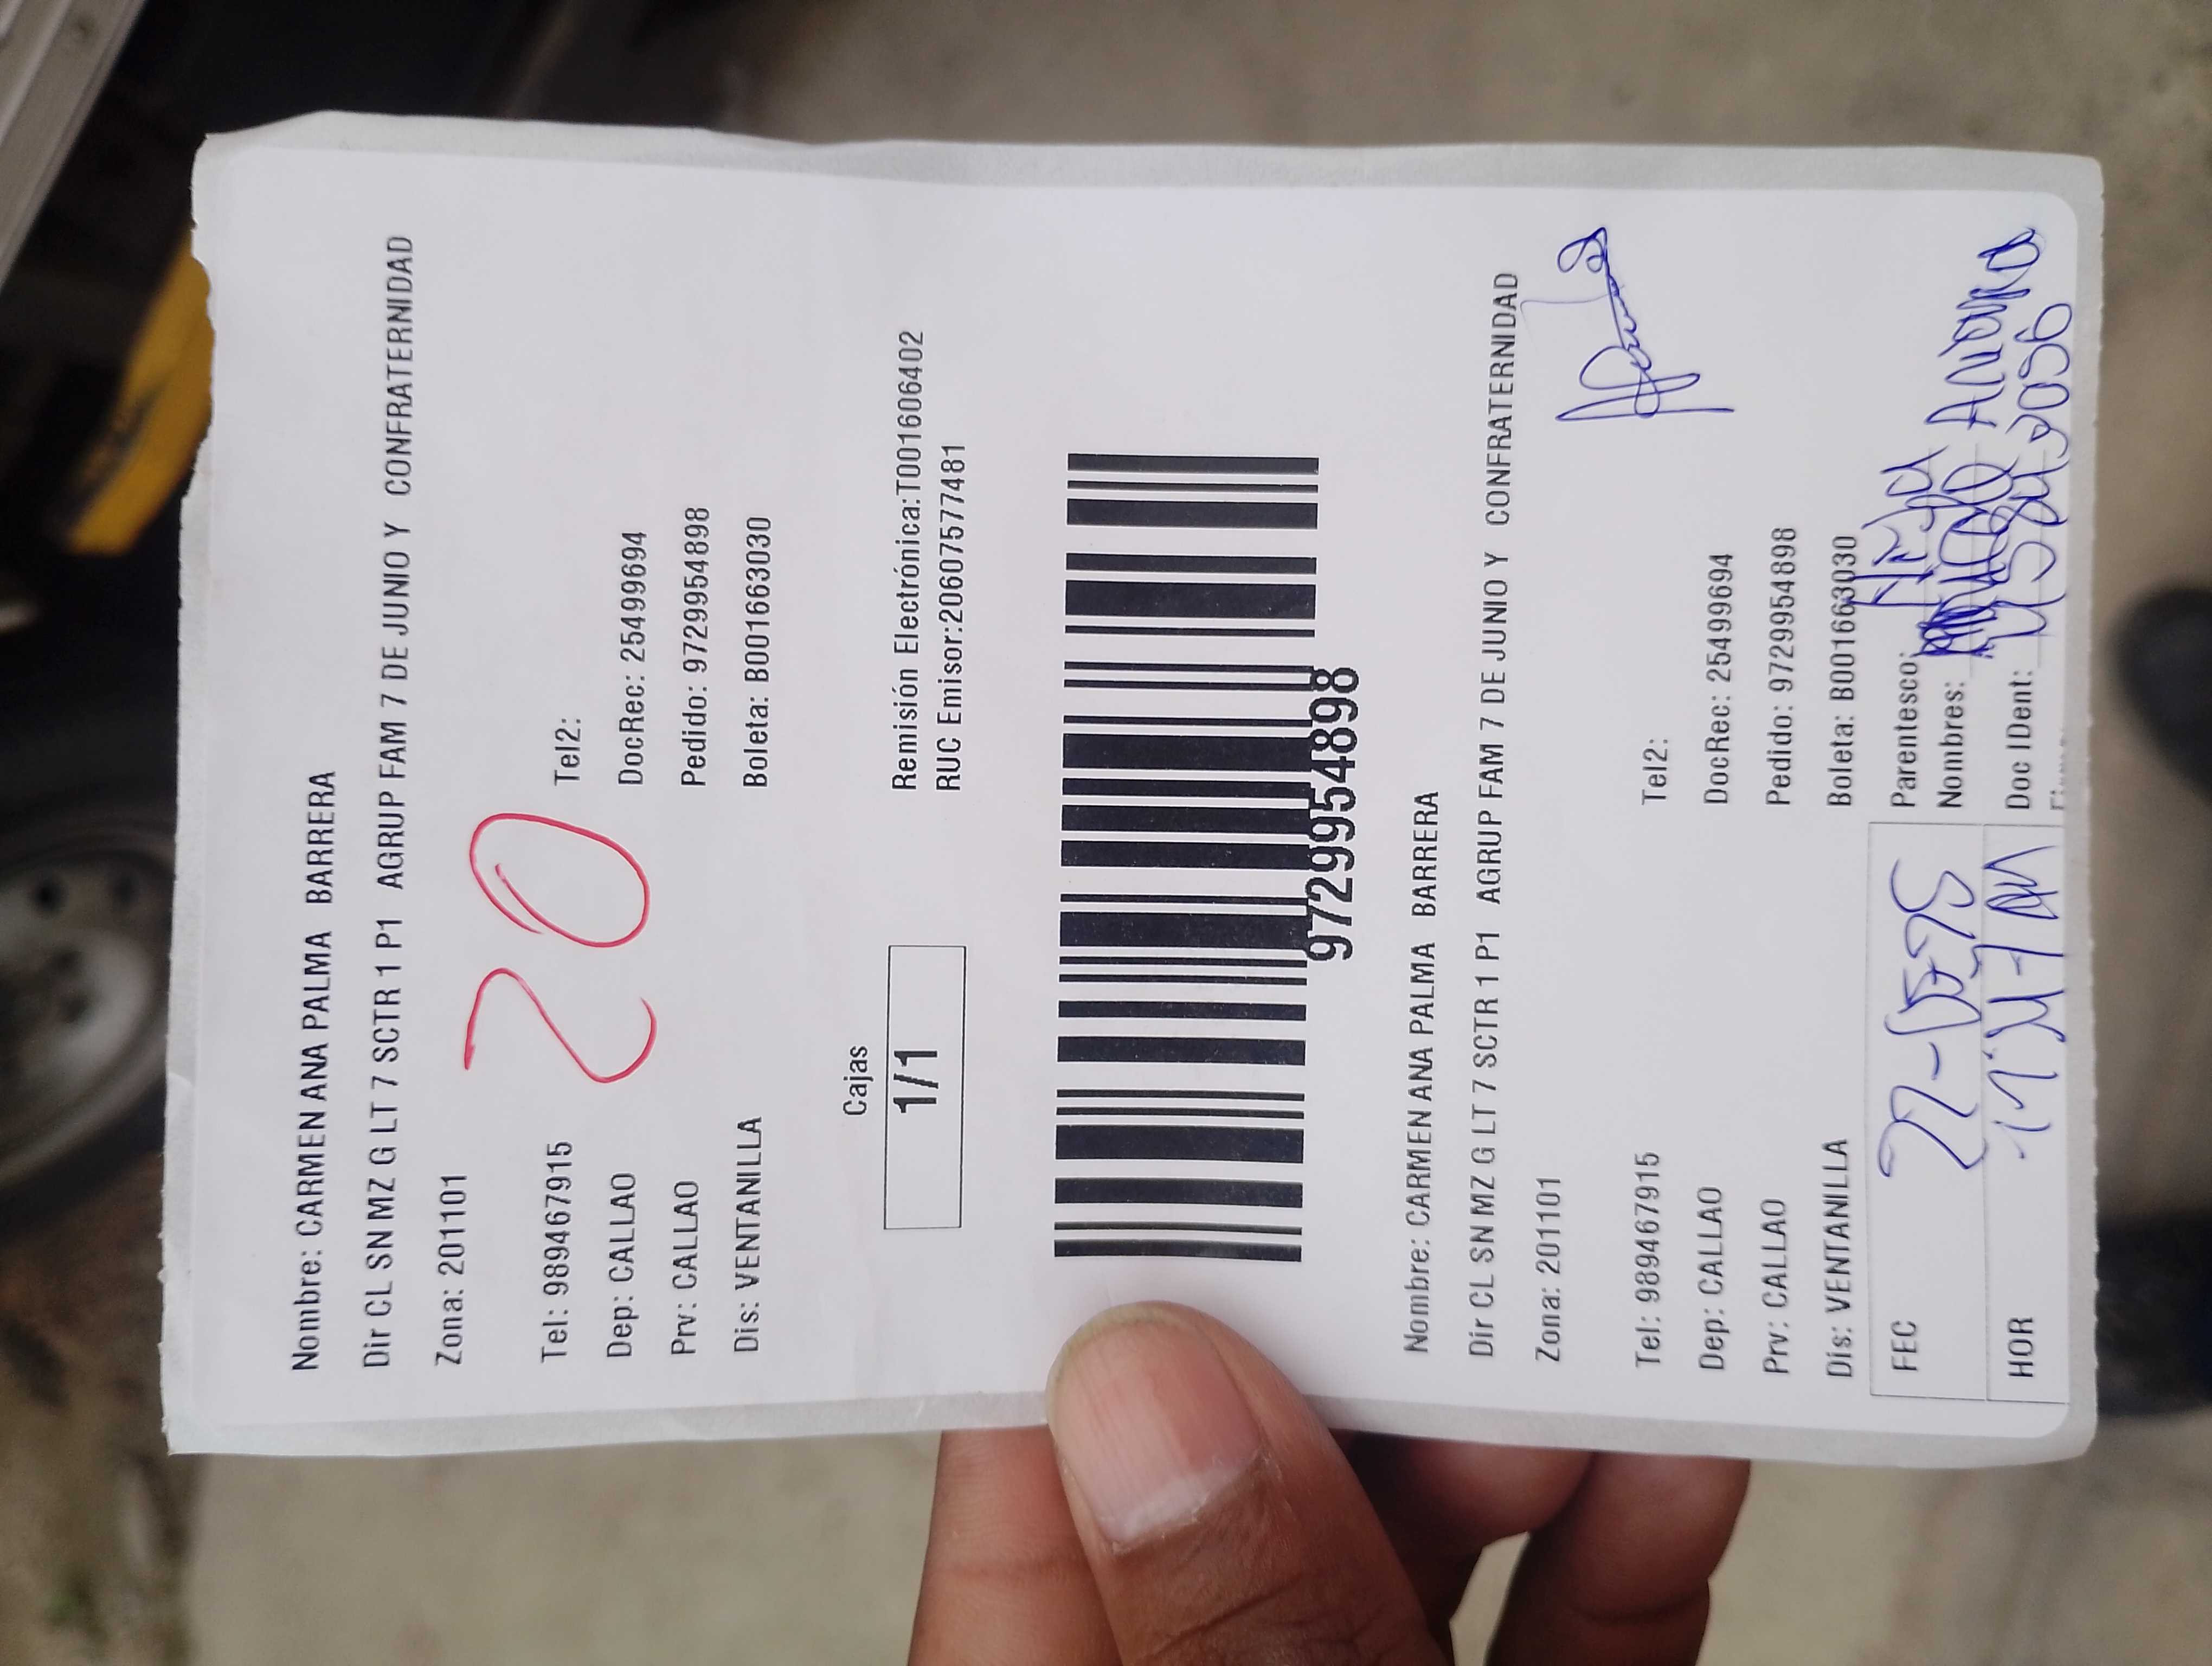 Nombre: CARMEN ANA PALMA BARRERA
Dir CL SN MZ G LT 7 SCTR 1 P1 AGRUP FAM 7 DE JUNIO Y CONFRATERNIDAD
Zona: 201101
20
Tel: 989467915 Tel2:
Dep: CALLAO DocRec: 25499694
Prv: CALLAO Pedido: 97299954898
Dis: VENTANILLA Boleta: B001663030
Cajas
1/1
Remisión Electrónica:T001606402
RUC Emisor:20607577481
97299954898
Nombre: CARMEN ANA PALMA BARRERA
Dir CL SN MZ G LT 7 SCTR 1 P1 AGRUP FAM 7 DE JUNIO Y CONFRATERNIDAD
Zona: 201101
Tel: 989467915 Tel2:
Dep: CALLAO DocRec: 25499694
Prv: CALLAO Pedido: 97299954898
Dis: VENTANILLA Boleta: B001663030
FEC Parentesco:
Nombres:
HOR Doc IDent: